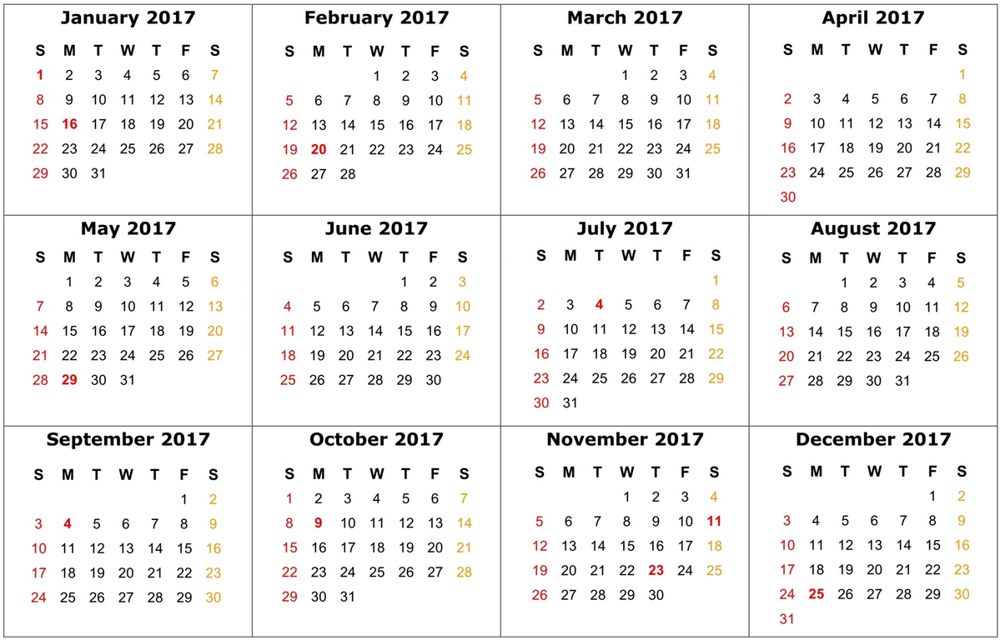 January 2017
S M T W T F S
1 2 3 4 5 6 7
8 9 10 11 12 13 14
15 16 17 18 19 20 21
22 23 24 25 26 27 28
29 30 31
February 2017
S M T W T F S
1 2 3 4
5 6 7 8 9 10 11
12 13 14 15 16 17 18
19 20 21 22 23 24 25
26 27 28
March 2017
S M T W T F S
1 2 3 4
5 6 7 8 9 10 11
12 13 14 15 16 17 18
19 20 21 22 23 24 25
26 27 28 29 30 31
April 2017
S M T W T F S
1
2 3 4 5 6 7 8
9 10 11 12 13 14 15
16 17 18 19 20 21 22
23 24 25 26 27 28 29
30
May 2017
S M T W T F S
1 2 3 4 5 6
7 8 9 10 11 12 13
14 15 16 17 18 19 20
21 22 23 24 25 26 27
28 29 30 31
June 2017
S M T W T F S
1 2 3
4 5 6 7 8 9 10
11 12 13 14 15 16 17
18 19 20 21 22 23 24
25 26 27 28 29 30
July 2017
S M T W T F S
1
2 3 4 5 6 7 8
9 10 11 12 13 14 15
16 17 18 19 20 21 22
23 24 25 26 27 28 29
30 31
August 2017
S M T W T F S
1 2 3 4 5
6 7 8 9 10 11 12
13 14 15 16 17 18 19
20 21 22 23 24 25 26
27 28 29 30 31
September 2017
S M T W T F S
1 2
3 4 5 6 7 8 9
10 11 12 13 14 15 16
17 18 19 20 21 22 23
24 25 26 27 28 29 30
October 2017
S M T W T F S
1 2 3 4 5 6 7
8 9 10 11 12 13 14
15 16 17 18 19 20 21
22 23 24 25 26 27 28
29 30 31
November 2017
S M T W T F S
1 2 3 4
5 6 7 8 9 10 11
12 13 14 15 16 17 18
19 20 21 22 23 24 25
26 27 28 29 30
December 2017
S M T W T F S
1 2
3 4 5 6 7 8 9
10 11 12 13 14 15 16
17 18 19 20 21 22 23
24 25 26 27 28 29 30
31